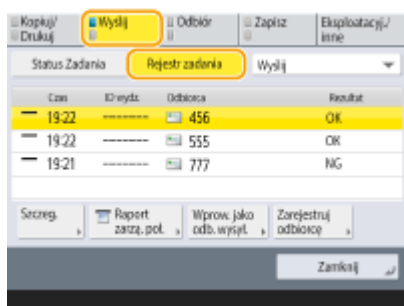 Kopiuj/ Wyślij Odbiór Zapisz Eksploatacyj./
Drukuj inne
Status Zadania Rejestr zadania Wyślij
Czas ID wydz. Odbiorca Rezultat
19:22 -------- 456 OK
19:22 -------- 555 OK
19:21 -------- 777 NG
Szczeg. Raport Wprow. jako Zarejestruj
zarzą. poł. odb. wysył. odbiorcę
Zamknij